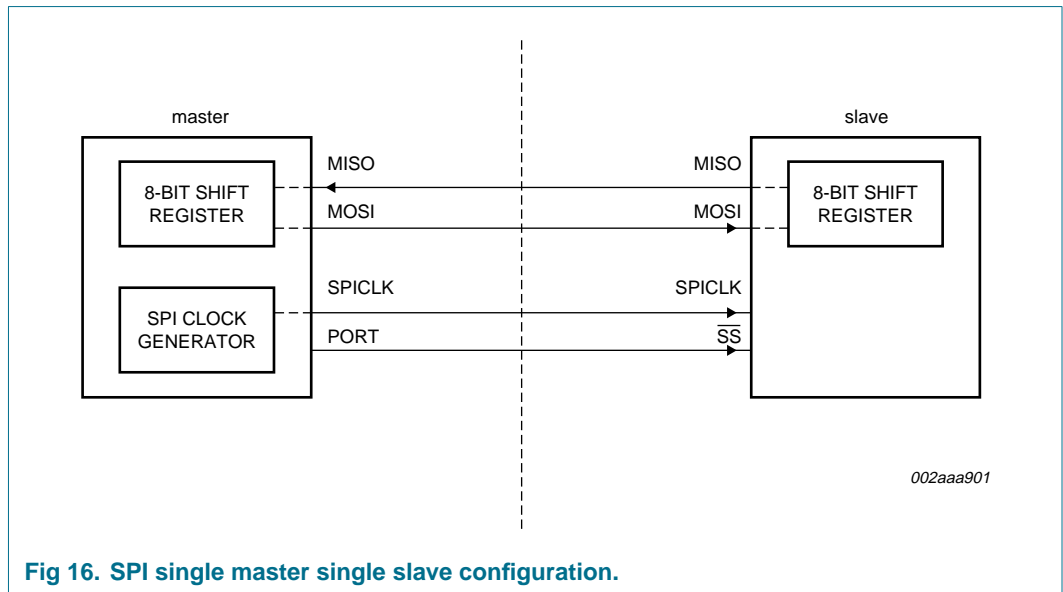 master
slave
MISO
MISO
8-BIT SHIFT
REGISTER
8-BIT SHIFT
REGISTER
MOSI
MOSI
SPICLK
SPICLK
SPI CLOCK
GENERATOR
PORT
S̅S̅
002aaa901
Fig 16. SPI single master single slave configuration.